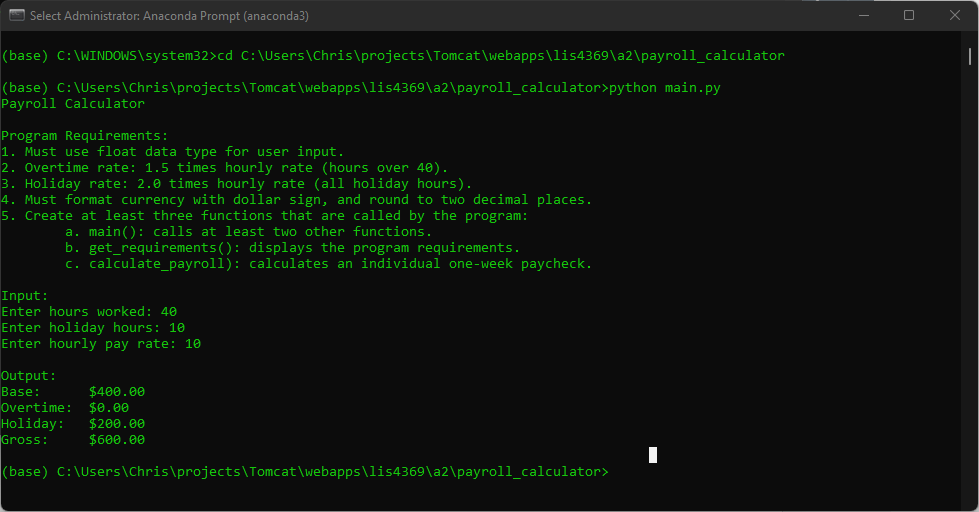 Select Administrator: Anaconda Prompt (anaconda3)
(base) C:\WINDOWS\system32>cd C:\Users\Chris\projects\Tomcat\webapps\lis4369\a2\payroll_calculator
(base) C:\Users\Chris\projects\Tomcat\webapps\lis4369\a2\payroll_calculator>python main.py
Payroll Calculator
Program Requirements:
1. Must use float data type for user input.
2. Overtime rate: 1.5 times hourly rate (hours over 40).
3. Holiday rate: 2.0 times hourly rate (all holiday hours).
4. Must format currency with dollar sign, and round to two decimal places.
5. Create at least three functions that are called by the program:
a. main(): calls at least two other functions.
b. get_requirements(): displays the program requirements.
c. calculate_payroll): calculates an individual one-week paycheck.
Input:
Enter hours worked: 40
Enter holiday hours: 10
Enter hourly pay rate: 10
Output:
Base: $400.00
Overtime: $0.00
Holiday: $200.00
Gross: $600.00
(base) C:\Users\Chris\projects\Tomcat\webapps\lis4369\a2\payroll_calculator>